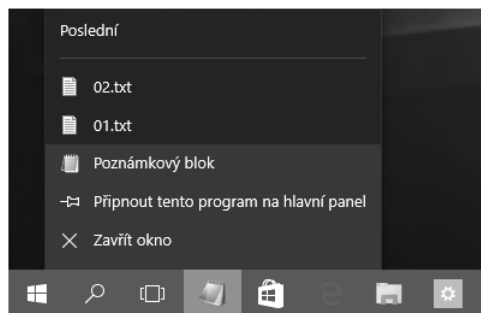 Poslední
02.txt
01.txt
Poznámkový blok
Připnout tento program na hlavní panel
Zavřít okno